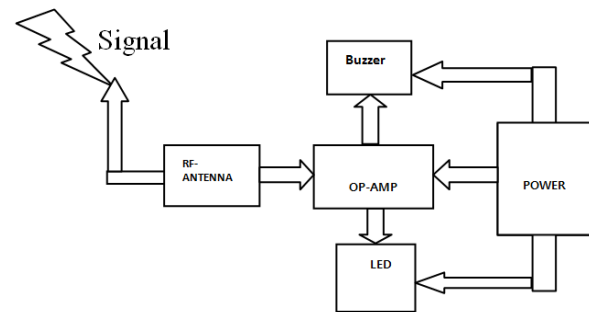 Signal
Buzzer
RF-
ANTENNA
OP-AMP
POWER
LED